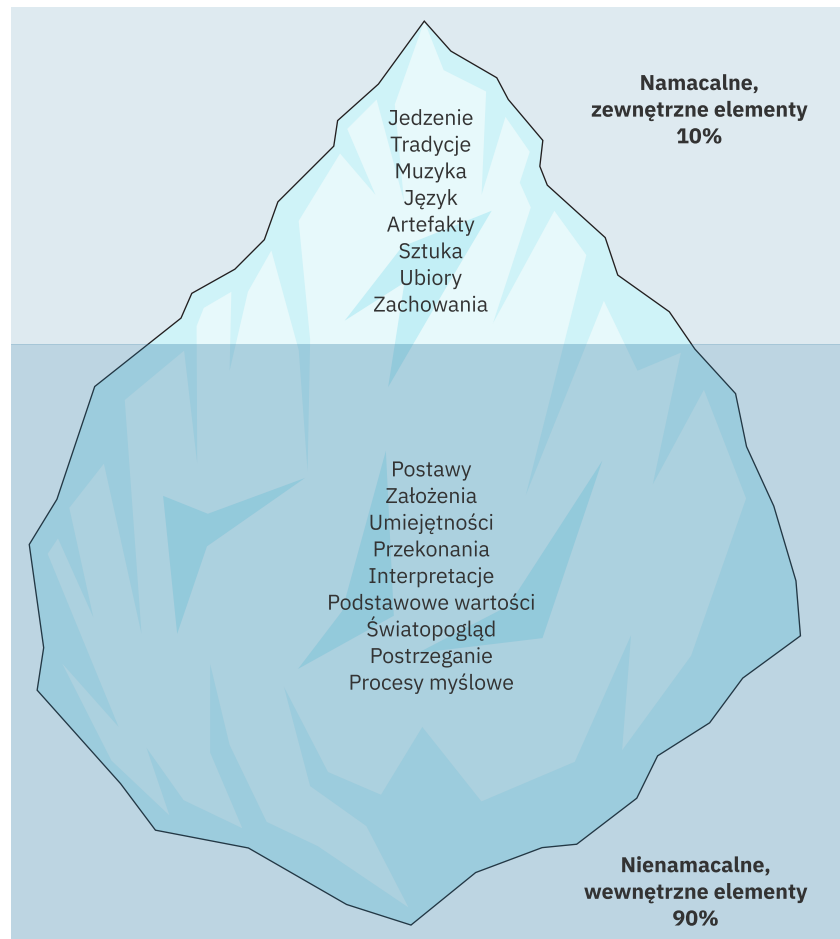 Namacalne,
zewnętrzne elementy
10%
Jedzenie
Tradycje
Muzyka
Język
Artefakty
Sztuka
Ubiory
Zachowania
Postawy
Założenia
Umiejętności
Przekonania
Interpretacje
Podstawowe wartości
Światopogląd
Postrzeganie
Procesy myślowe
Nienamacalne,
wewnętrzne elementy
90%